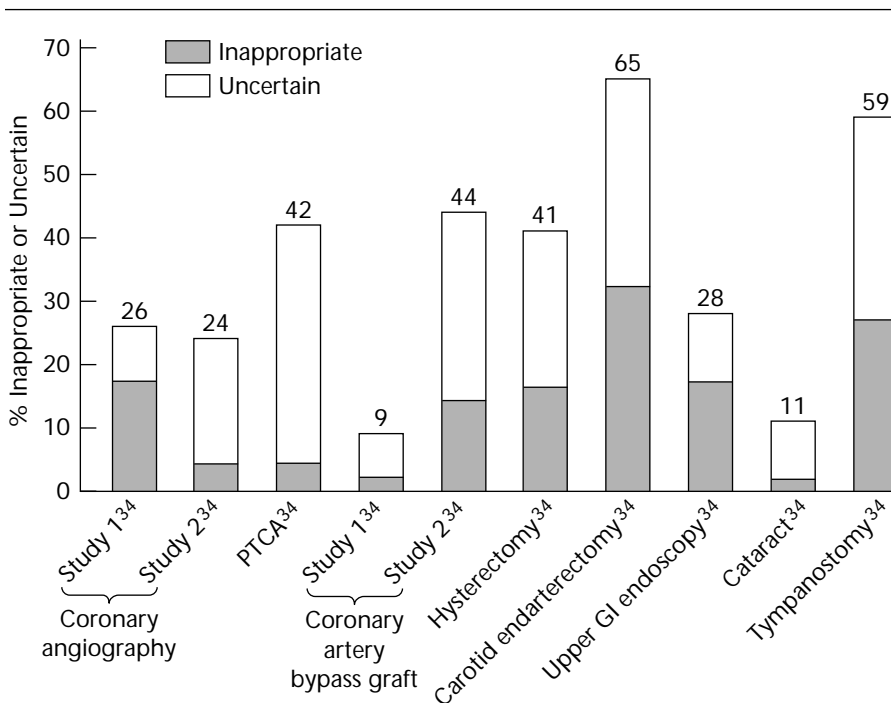 % Inappropriate or Uncertain
70
60
50
40
30
20
10
0
Inappropriate
Uncertain
26
24
42
9
44
41
65
28
11
59
Study 1³⁴
Study 2³⁴
PTCA³⁴
Study 1³⁴
Study 2³⁴
Hysterectomy³⁴
Carotid endarterectomy³⁴
Upper GI endoscopy³⁴
Cataract³⁴
Tympanostomy³⁴
Coronary
angiography
Coronary
artery
bypass graft